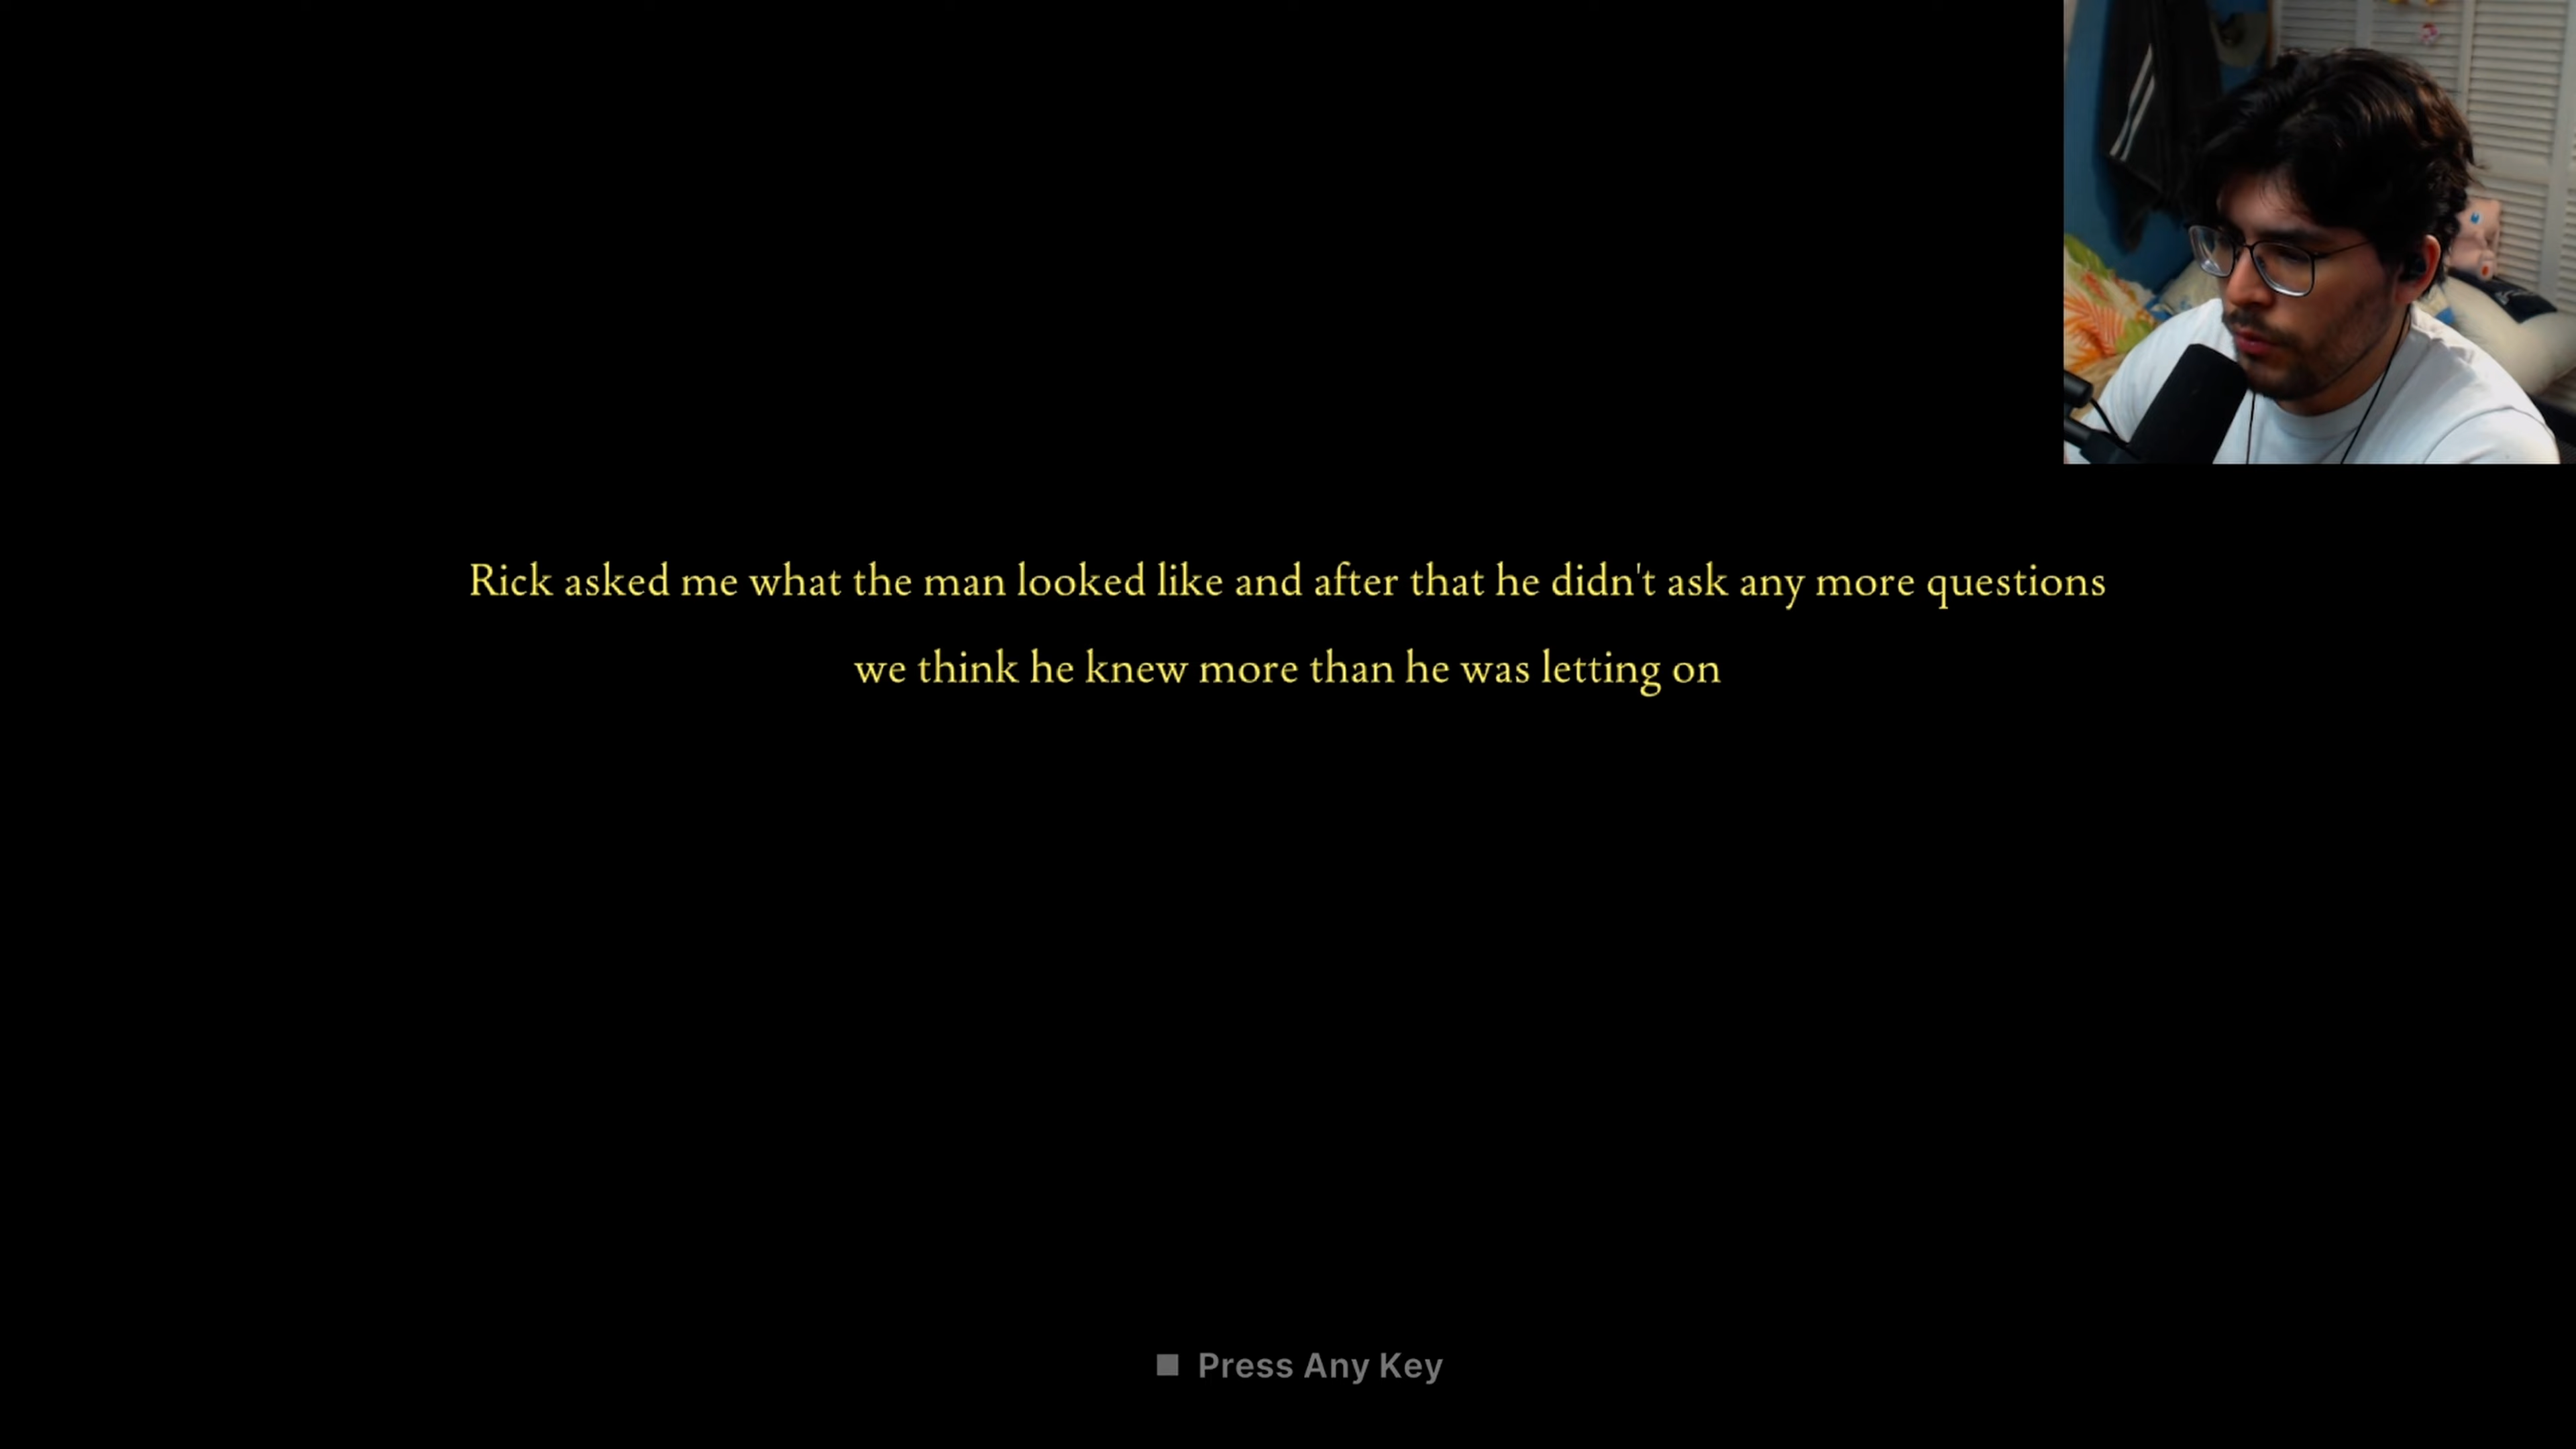 Rick asked me what the man looked like and after that he didn't ask any more questions
we think he knew more than he was letting on
Press Any Key